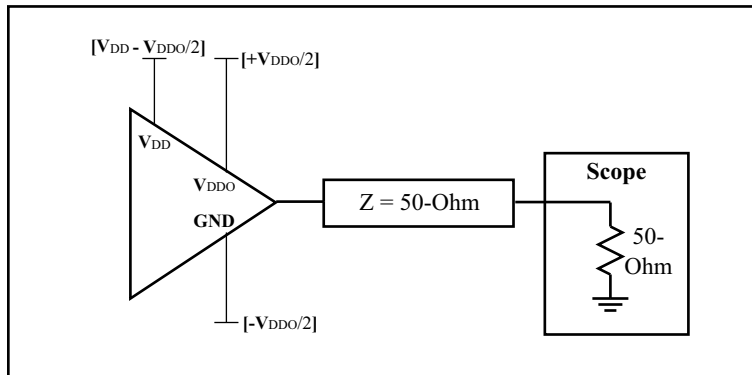 [VDD - VDDO/2]
[+VDDO/2]
VDD
VDDO
GND
[-VDDO/2]
Z = 50-Ohm
Scope
50-
Ohm